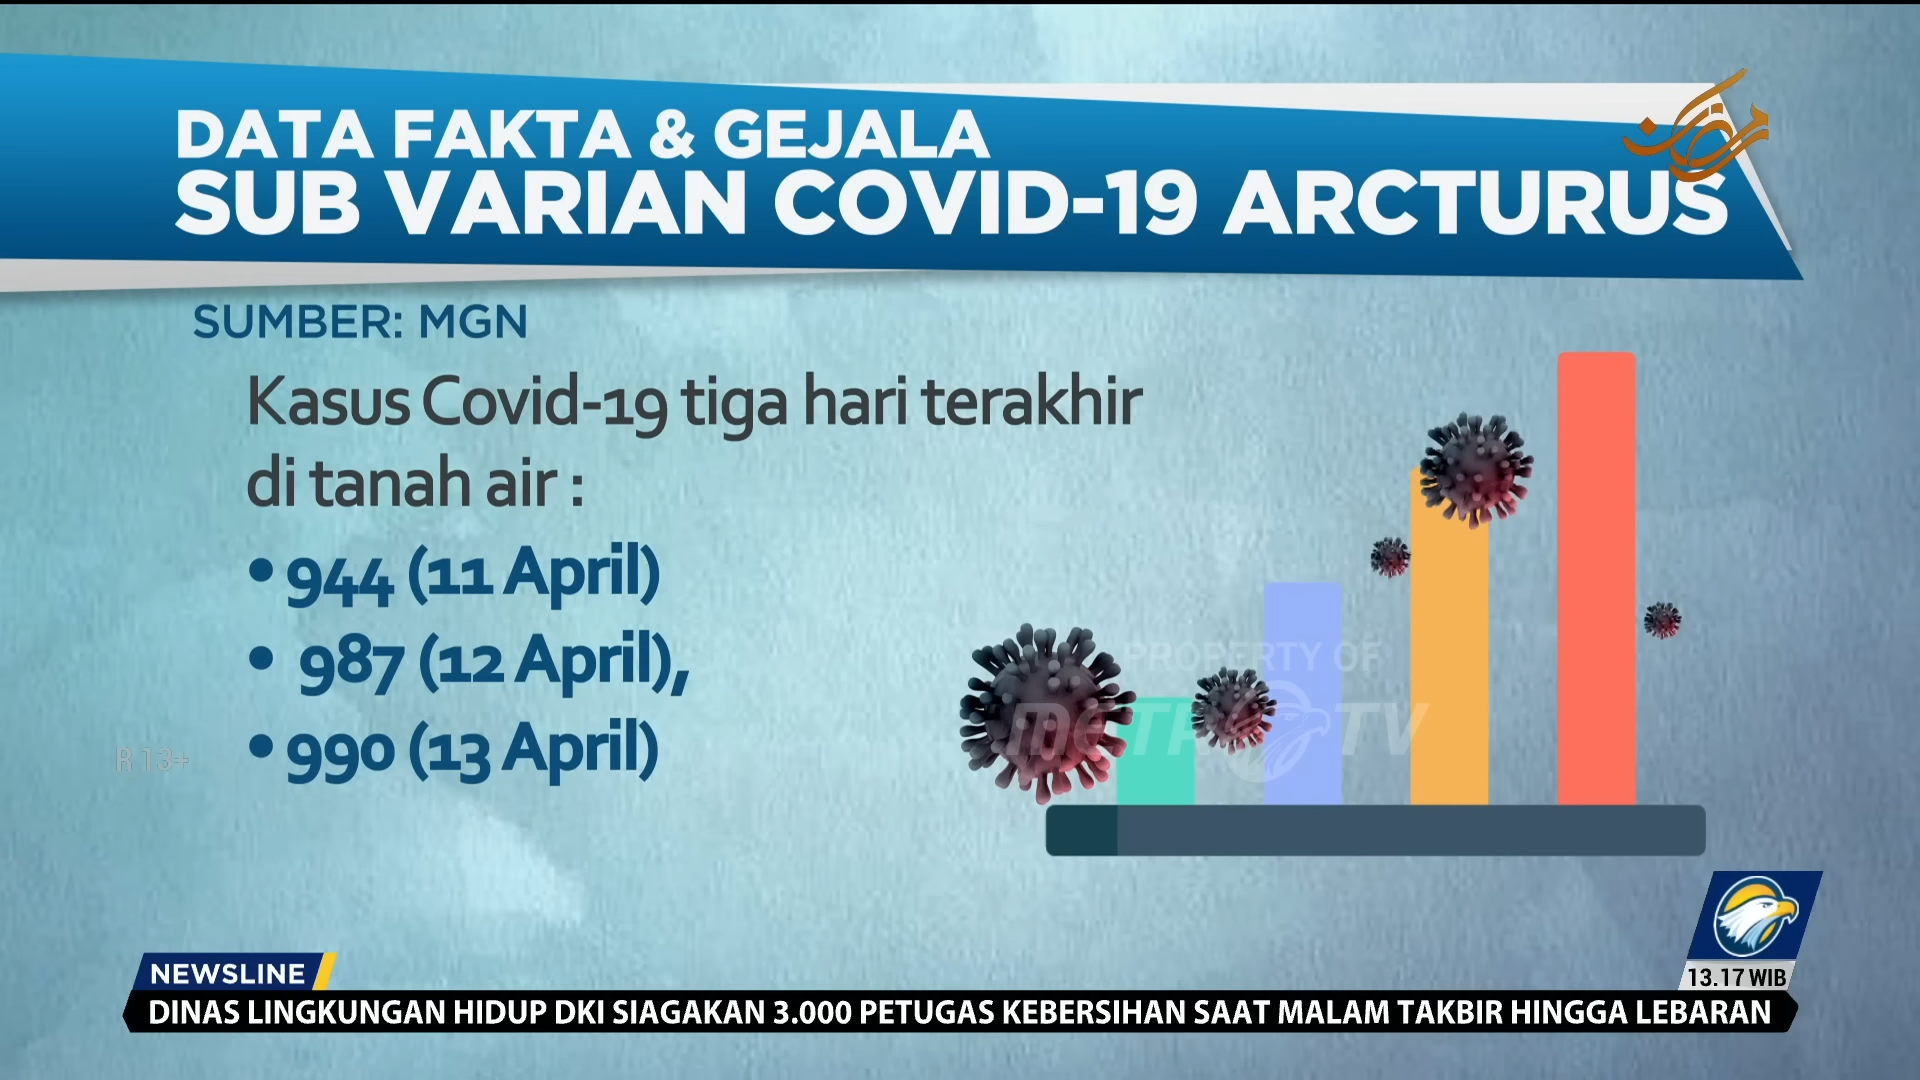 DATA FAKTA & GEJALA
SUB VARIAN COVID-19 ARCTURUS
رمضان
SUMBER: MGN
Kasus Covid-19 tiga hari terakhir
di tanah air :
• 944 (11 April)
• 987 (12 April),
• 990 (13 April)
R 13+
PROPERTY OF
METRO TV
13.17 WIB
NEWSLINE
DINAS LINGKUNGAN HIDUP DKI SIAGAKAN 3.000 PETUGAS KEBERSIHAN SAAT MALAM TAKBIR HINGGA LEBARAN